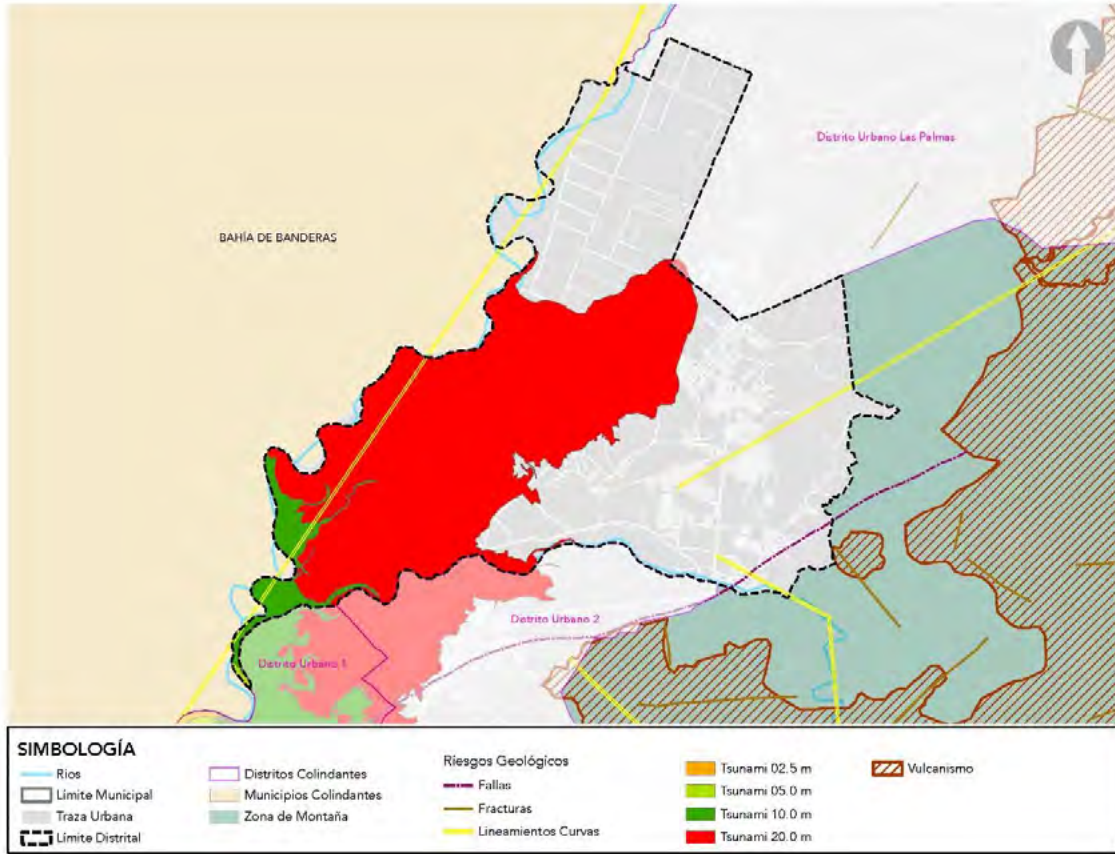 Distrito Urbano Las Palmas
BAHÍA DE BANDERAS
Distrito Urbano 2
Distrito Urbano 1
SIMBOLOGÍA
Rios
Límite Municipal
Traza Urbana
Límite Distrital
Distritos Colindantes
Municipios Colindantes
Zona de Montaña
Riesgos Geológicos
Fallas
Fracturas
Lineamientos Curvas
Tsunami 02.5 m
Tsunami 05.0 m
Tsunami 10.0 m
Tsunami 20.0 m
Vulcanismo